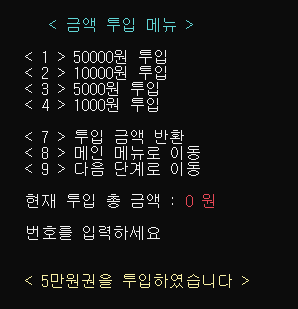 < 금액 투입 메뉴 >
< 1 > 50000원 투입
< 2 > 10000원 투입
< 3 > 5000원 투입
< 4 > 1000원 투입
< 7 > 투입 금액 반환
< 8 > 메인 메뉴로 이동
< 9 > 다음 단계로 이동
현재 투입 총 금액 : 0 원
번호를 입력하세요
< 5만원권을 투입하였습니다 >